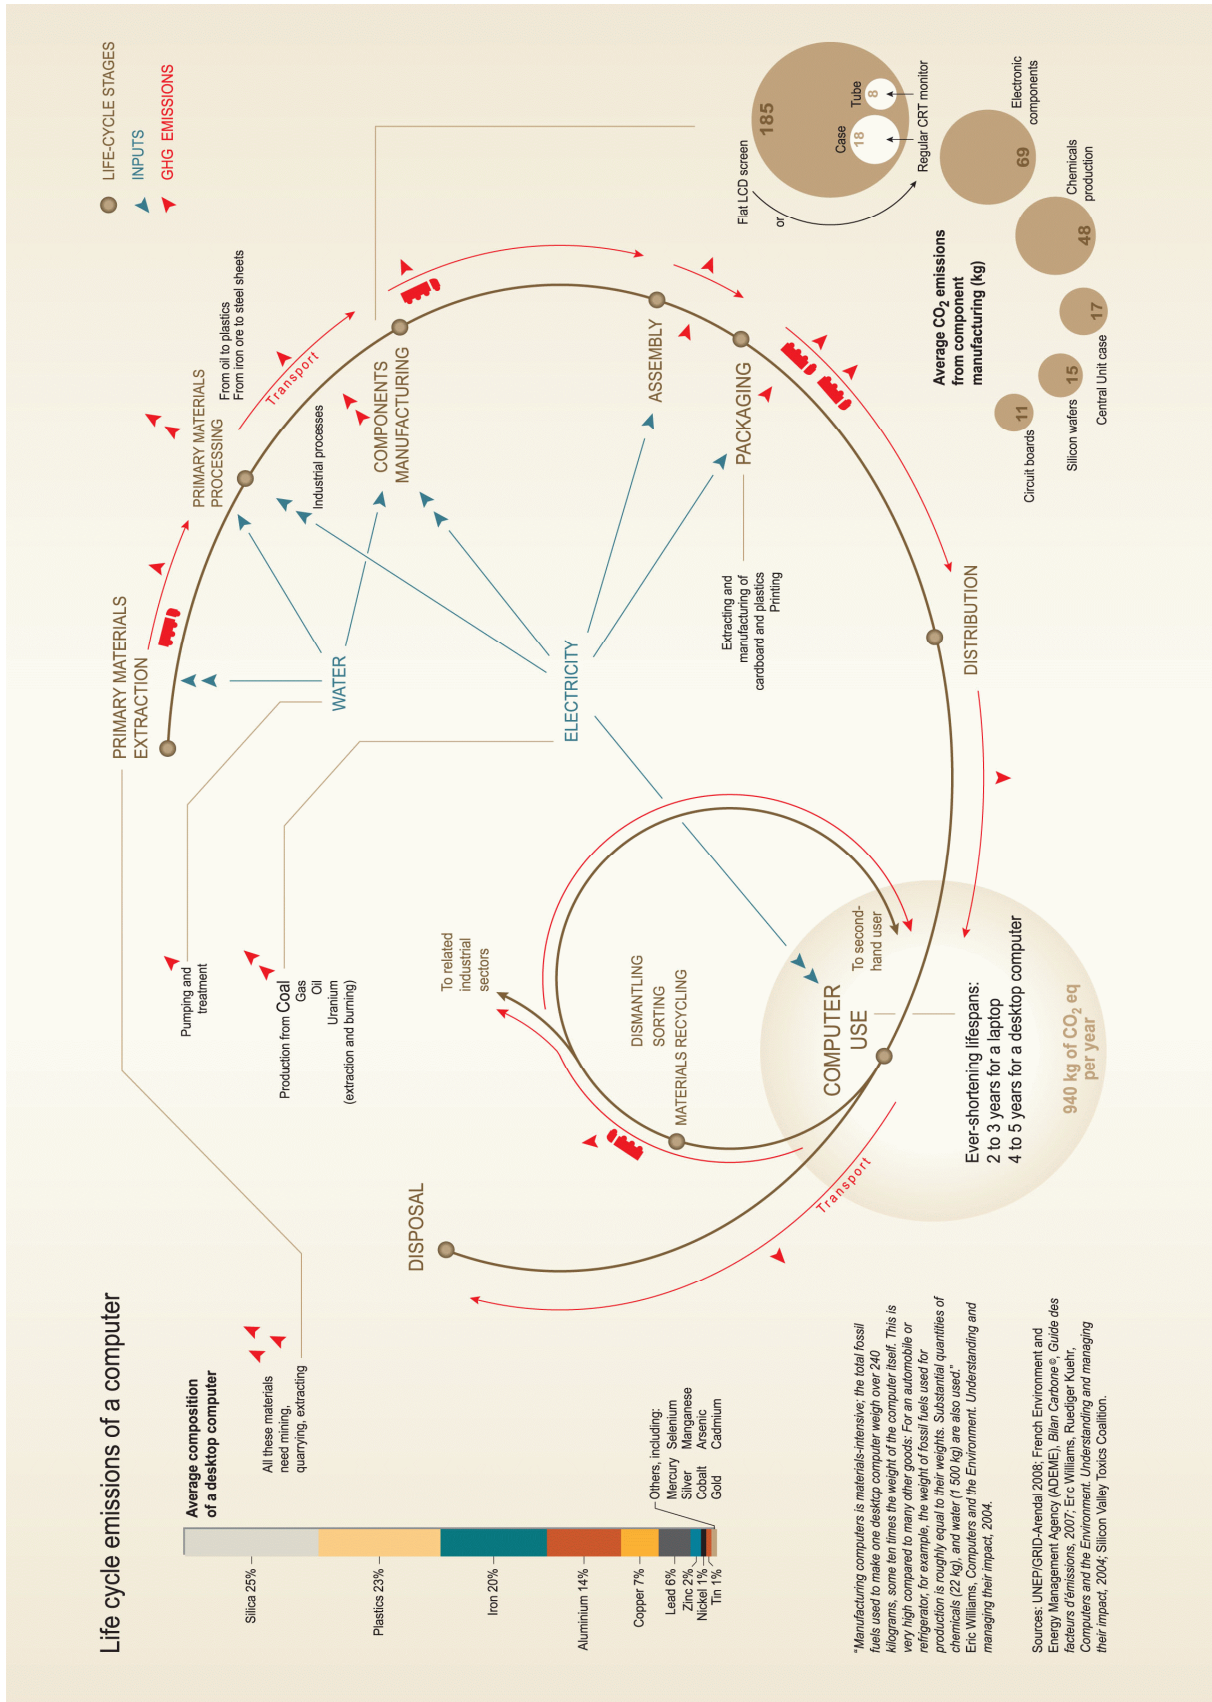 Life cycle emissions of a computer
LIFE-CYCLE STAGES
INPUTS
GHG EMISSIONS
Average composition
of a desktop computer
All these materials
need mining,
quarrying, extracting
Silica 25%
Plastics 23%
Iron 20%
Aluminium 14%
Copper 7%
Lead 6%
Zinc 2%
Nickel 1%
Tin 1%
Others, including:
Mercury Selenium
Silver Manganese
Cobalt Arsenic
Gold Cadmium
PRIMARY MATERIALS
EXTRACTION
PRIMARY MATERIALS
PROCESSING
From oil to plastics
From iron ore to steel sheets
Transport
Industrial processes
COMPONENTS
MANUFACTURING
WATER
Pumping and
treatment
ELECTRICITY
Production from Coal
Gas
Oil
Uranium
(extraction and burning)
ASSEMBLY
PACKAGING
Extracting and
manufacturing of
cardboard and plastics
Printing
DISTRIBUTION
COMPUTER
USE
To second-
hand user
Ever-shortening lifespans:
2 to 3 years for a laptop
4 to 5 years for a desktop computer
940 kg of CO2 eq
per year
To related
industrial
sectors
DISMANTLING
SORTING
MATERIALS RECYCLING
DISPOSAL
Transport
Flat LCD screen
185
or
Case
18
Tube
8
Regular CRT monitor
Average CO2 emissions
from component
manufacturing (kg)
Electronic
components
69
Chemicals
production
48
17
Central Unit case
15
Silicon wafers
11
Circuit boards
“Manufacturing computers is materials-intensive; the total fossil
fuels used to make one desktop computer weigh over 240
kilograms, some ten times the weight of the computer itself. This is
very high compared to many other goods: For an automobile or
refrigerator, for example, the weight of fossil fuels used for
production is roughly equal to their weights. Substantial quantities of
chemicals (22 kg), and water (1 500 kg) are also used.”
Eric Williams, Computers and the Environment. Understanding and
managing their impact, 2004.
Sources: UNEP/GRID-Arendal 2008; French Environment and
Energy Management Agency (ADEME), Bilan Carbone®, Guide des
facteurs d'émissions, 2007; Eric Williams, Ruediger Kuehr,
Computers and the Environment. Understanding and managing
their impact, 2004; Silicon Valley Toxics Coalition.